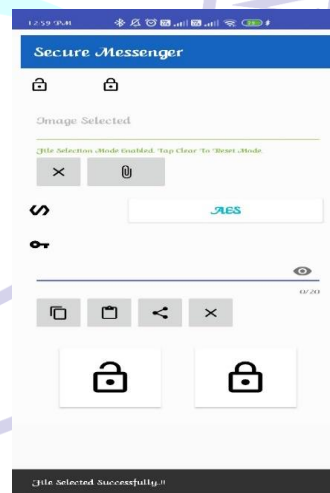 12:59 PM
Secure Messenger
Image Selected
File Selection Mode Enabled. Tap Clear To Reset Mode.
AES
0/20
File Selected Successfully.!!